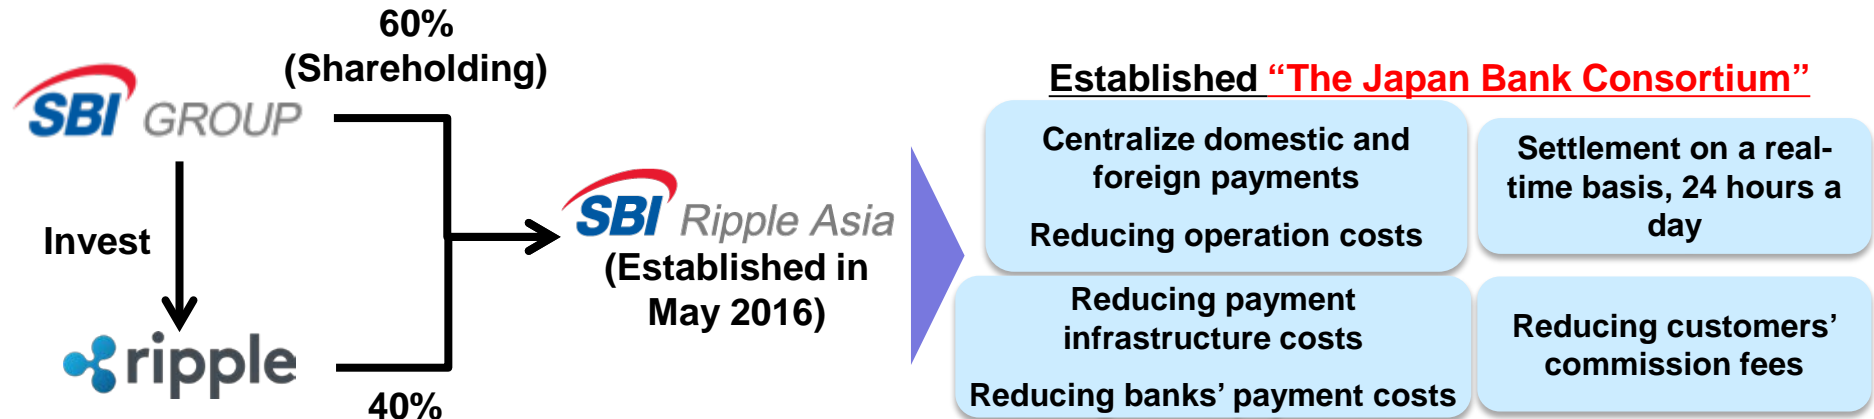 60%
(Shareholding)
SBI GROUP
Invest
ripple
40%
SBI Ripple Asia
(Established in
May 2016)
Established “The Japan Bank Consortium”
Centralize domestic and
foreign payments
Reducing operation costs
Settlement on a real-
time basis, 24 hours a
day
Reducing payment
infrastructure costs
Reducing banks’ payment costs
Reducing customers’
commission fees